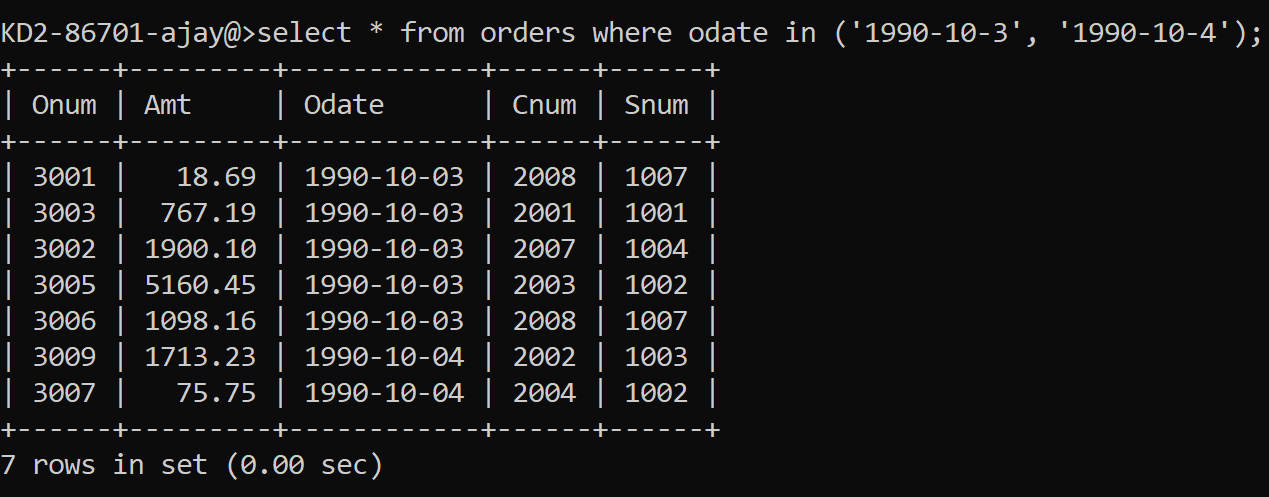 KD2-86701-ajay@>select * from orders where odate in ('1990-10-3', '1990-10-4');
+------+---------+------------+------+------+
| Onum | Amt     | Odate      | Cnum | Snum |
+------+---------+------------+------+------+
| 3001 |   18.69 | 1990-10-03 | 2008 | 1007 |
| 3003 |  767.19 | 1990-10-03 | 2001 | 1001 |
| 3002 | 1900.10 | 1990-10-03 | 2007 | 1004 |
| 3005 | 5160.45 | 1990-10-03 | 2003 | 1002 |
| 3006 | 1098.16 | 1990-10-03 | 2008 | 1007 |
| 3009 | 1713.23 | 1990-10-04 | 2002 | 1003 |
| 3007 |   75.75 | 1990-10-04 | 2004 | 1002 |
+------+---------+------------+------+------+
7 rows in set (0.00 sec)